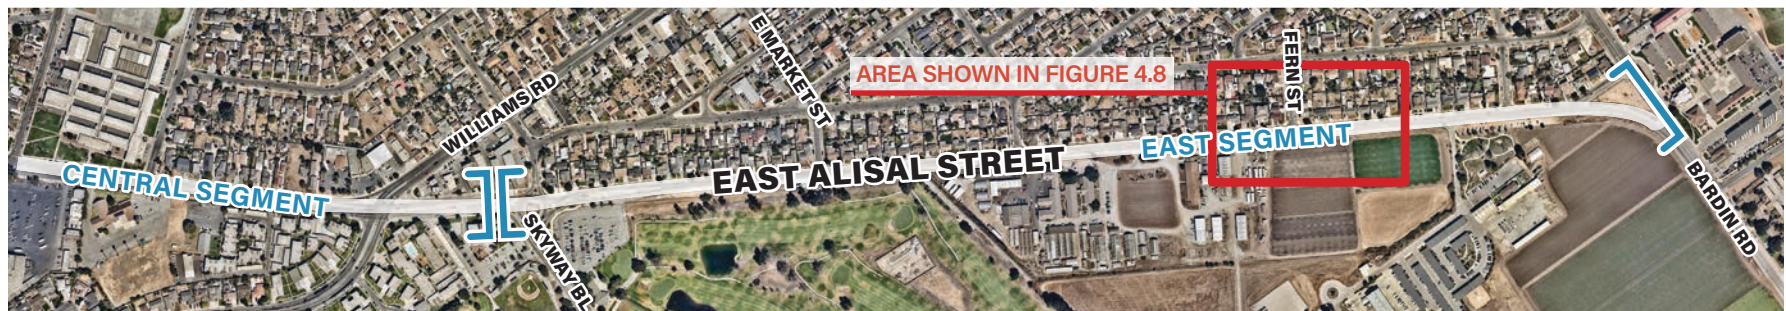 E MARKET ST
FERN ST
AREA SHOWN IN FIGURE 4.8
WILLIAMS RD
EAST SEGMENT
EAST ALISAL STREET
CENTRAL SEGMENT
BARDIN RD
SKYWAY BL